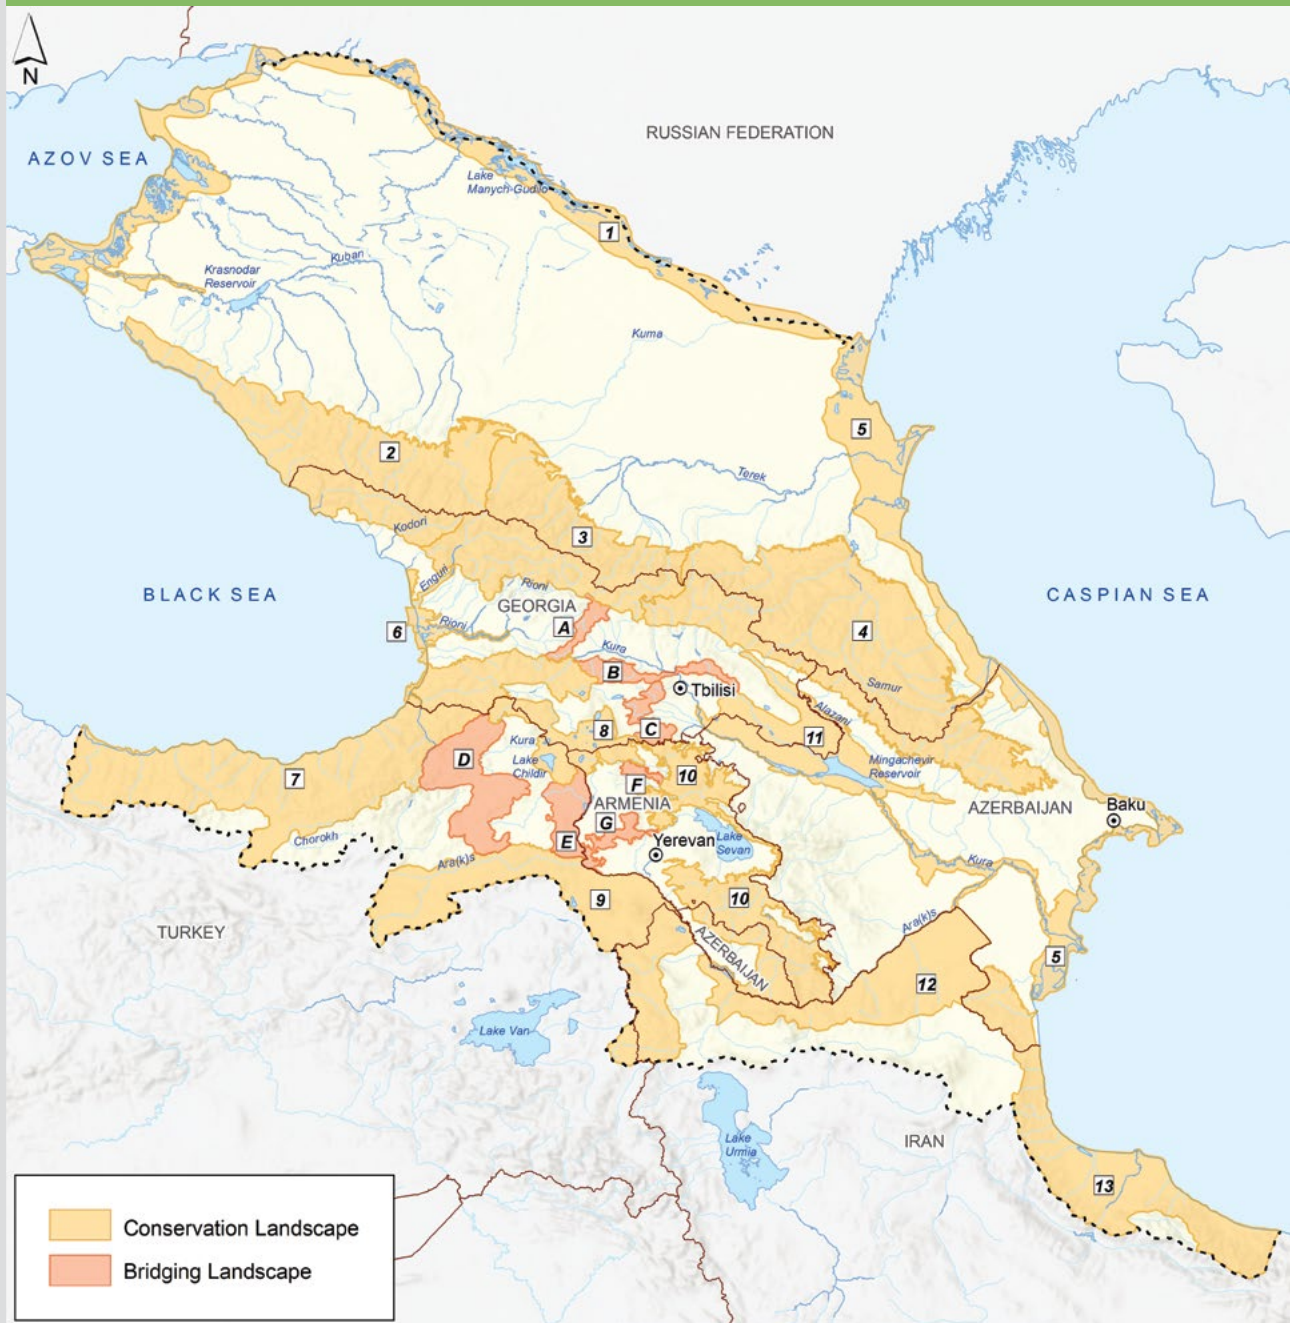 N
AZOV SEA
RUSSIAN FEDERATION
Lake
Manych-Gudilo
1
Krasnodar
Reservoir
Kuban
Kuma
5
2
Terek
Kodori
3
Enguri
Rioni
BLACK SEA
GEORGIA
CASPIAN SEA
6
Rioni
A
4
Kura
B
Tbilisi
Samur
Alazani
8
C
11
Kura
D
Lake
Childir
Mingachevir
Reservoir
7
F
10
ARMENIA
AZERBAIJAN
Baku
G
Chorokh
E
Yerevan
Lake
Sevan
Ara(k)s
Kura
9
10
Ara(k)s
TURKEY
AZERBAIJAN
5
12
Lake Van
Lake
Urmia
IRAN
13
Conservation Landscape
Bridging Landscape